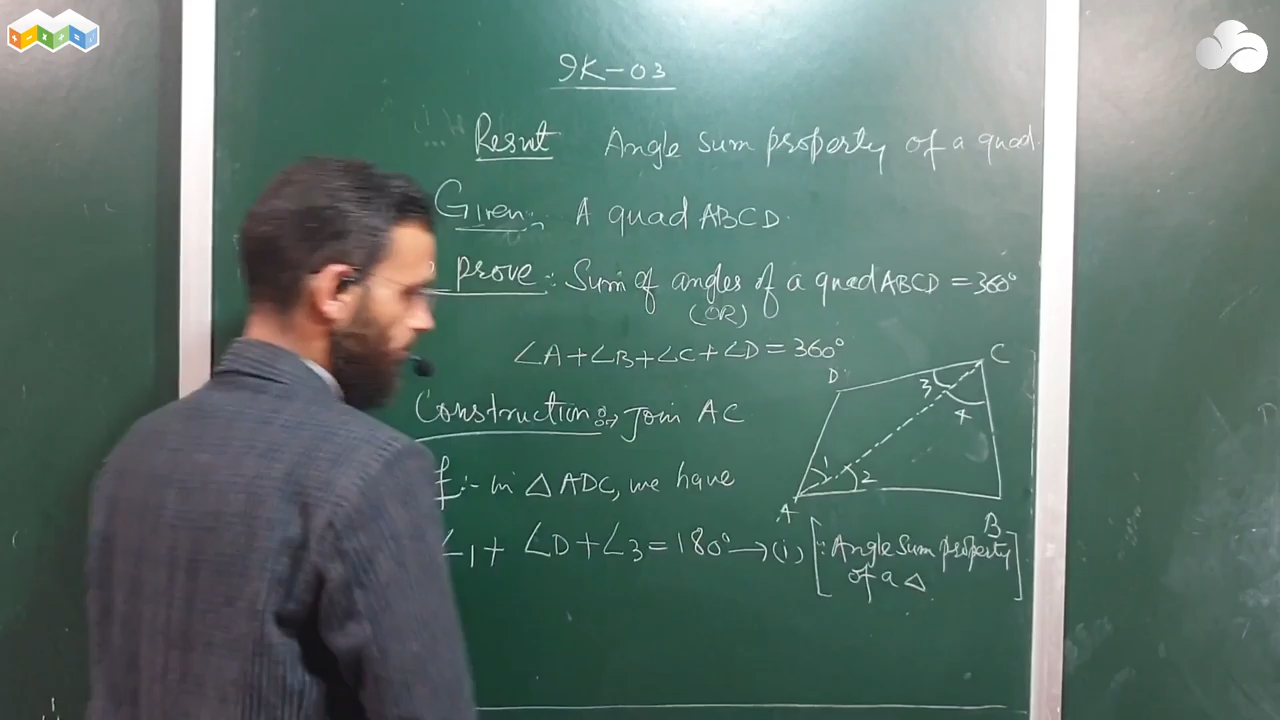 9K-03
Result Angle sum property of a quad.
Given:- A quad ABCD.
prove :- Sum of angles of a quad ABCD = 360°
(OR)
∠A+∠B+∠C+∠D = 360°
Construction :- Join AC
f :- in △ADC, we have
∠1 + ∠D + ∠3 = 180° → (i) [∵ Angle sum property
of a △]
D
C
3
4
1
2
A
B